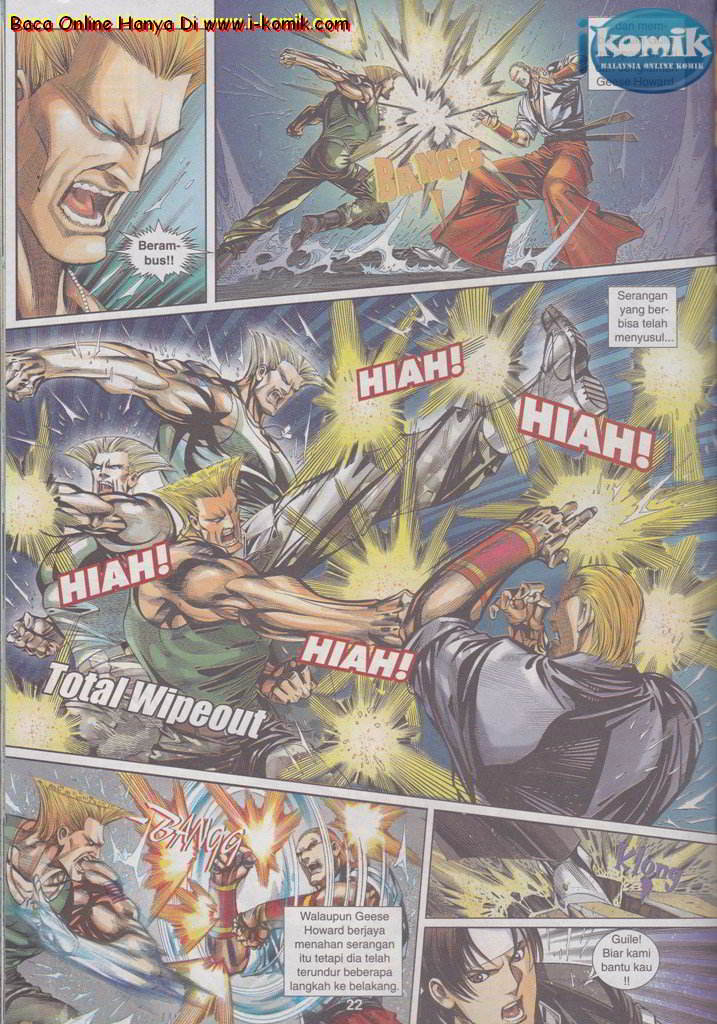 Baca Online Hanya Di www.i-komik.com
dan mem-
komik
MALAYSIA ONLINE KOMIK
Geese Howard
Beram-
bus!!
BANGG
!
Serangan
yang ber-
bisa telah
menyusul...
HIAH!
HIAH!
HIAH!
HIAH!
Total Wipeout
BANGG
Walaupun Geese
Howard berjaya
menahan serangan
itu tetapi dia telah
terundur beberapa
langkah ke belakang.
klong
Guile!
Biar kami
bantu kau
!!
22